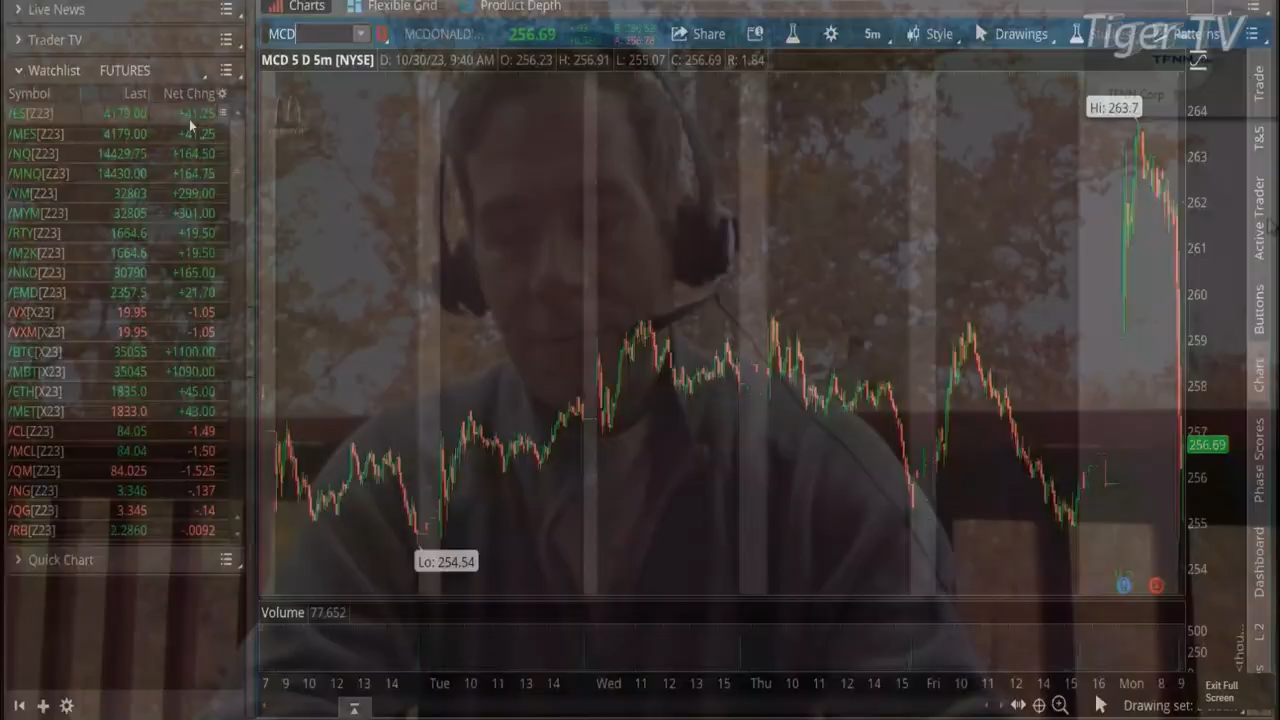 Live News
Charts
Flexible Grid
Product Depth
Tiger TV
Trader TV
MCD
MCDONALD'...
256.69
Share
5m
Style
Drawings
Patterns
Watchlist
FUTURES
MCD 5 D 5m [NYSE]
D: 10/30/23, 9:40 AM
O: 256.23
H: 256.91
L: 255.07
C: 256.69
R: 1.84
TFNN
Symbol Last Net Chng
TFNN Corp
Hi: 263.7
/ES[Z23] 4179.00 +41.25
/MES[Z23] 4179.00 +41.25
/NQ[Z23] 14429.75 +164.50
/MNQ[Z23] 14430.00 +164.75
/YM[Z23] 32803 +299.00
/MYM[Z23] 32805 +301.00
/RTY[Z23] 1664.6 +19.50
/M2K[Z23] 1664.6 +19.50
/NKD[Z23] 30790 +165.00
/EMD[Z23] 2357.5 +21.70
/VX[X23] 19.95 -1.05
/VXM[X23] 19.95 -1.05
/BTC[X23] 35055 +1100.00
/MBT[X23] 35045 +1090.00
/ETH[X23] 1835.0 +45.00
/MET[X23] 1833.0 +43.00
/CL[Z23] 84.05 -1.49
/MCL[Z23] 84.04 -1.50
/QM[Z23] 84.025 -1.525
/NG[Z23] 3.346 -.137
/QG[Z23] 3.345 -.14
/RB[Z23] 2.2860 -.0092
Quick Chart
264
263
262
261
260
259
258
257
256.69
256
255
254
Lo: 254.54
Volume 77,652
500
250
7 9 10 12 14 Tue 10 11 13 14 Wed 11 12 13 15 Thu 10 11 14 15 Fri 10 11 12 14 15 16 Mon 8 9
Drawing set:
Exit Full
Screen
Trade
T&S
Active Trader
Buttons
Chart
Phase Scores
Dashboard
L 2